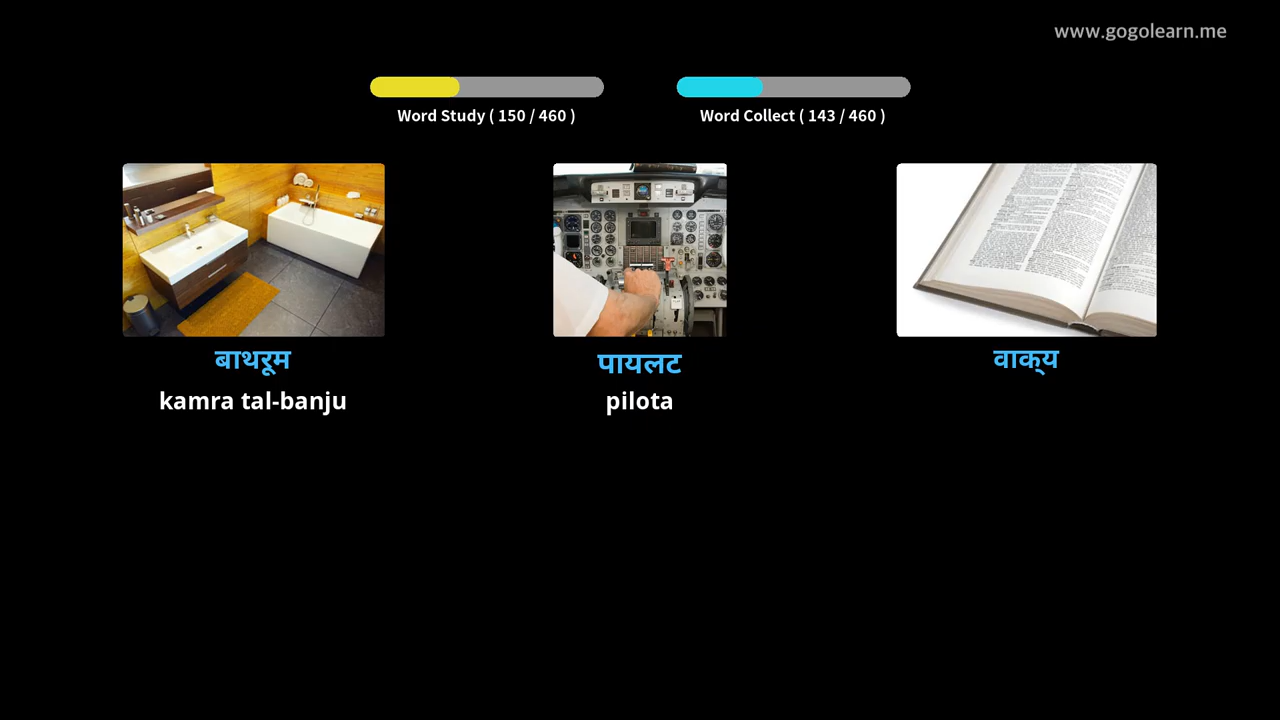 www.gogolearn.me
Word Study ( 150 / 460 )
Word Collect ( 143 / 460 )
बाथरूम
पायलट
वाक्य
kamra tal-banju
pilota